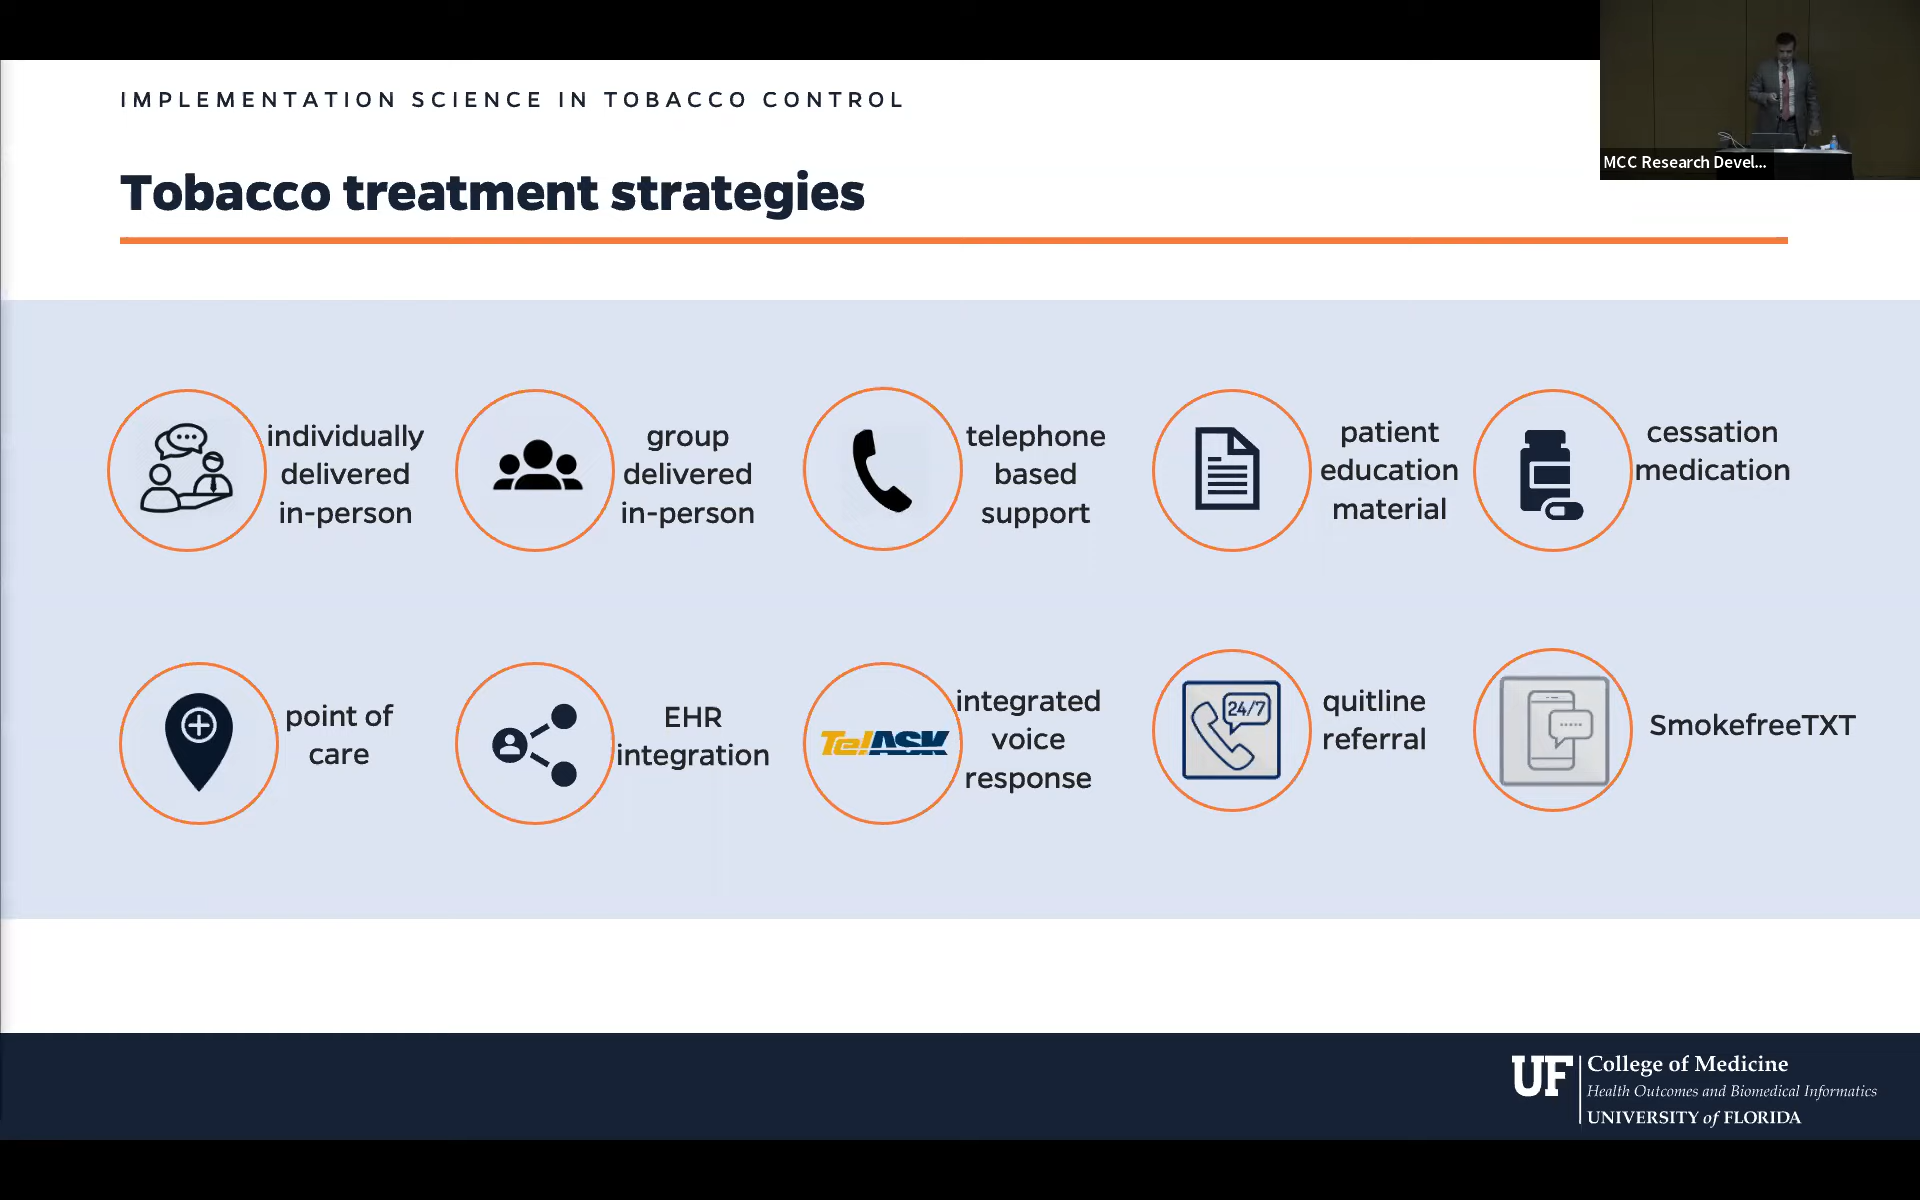 IMPLEMENTATION SCIENCE IN TOBACCO CONTROL
MCC Research Devel...
Tobacco treatment strategies
individually
delivered
in-person
group
delivered
in-person
telephone
based
support
patient
education
material
cessation
medication
point of
care
EHR
integration
TelASK
integrated
voice
response
24/7
quitline
referral
SmokefreeTXT
UF
College of Medicine
Health Outcomes and Biomedical Informatics
UNIVERSITY of FLORIDA